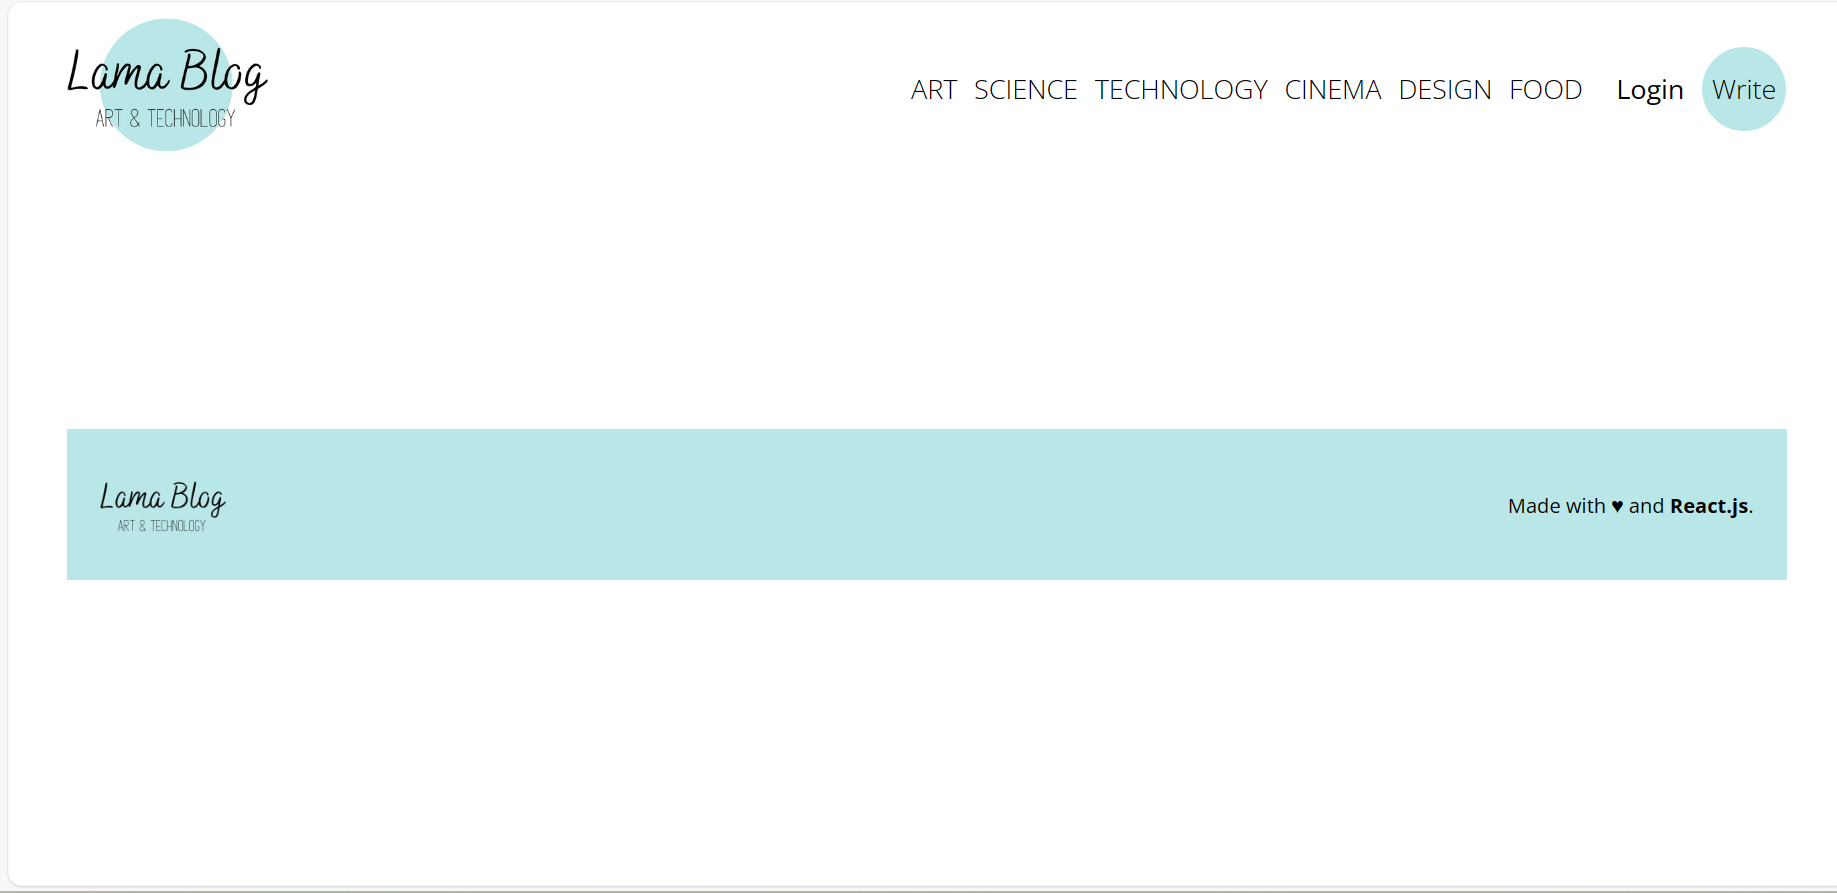 Lama Blog
ART & TECHNOLOGY
ART SCIENCE TECHNOLOGY CINEMA DESIGN FOOD Login Write
Lama Blog
ART & TECHNOLOGY
Made with ♥ and React.js.